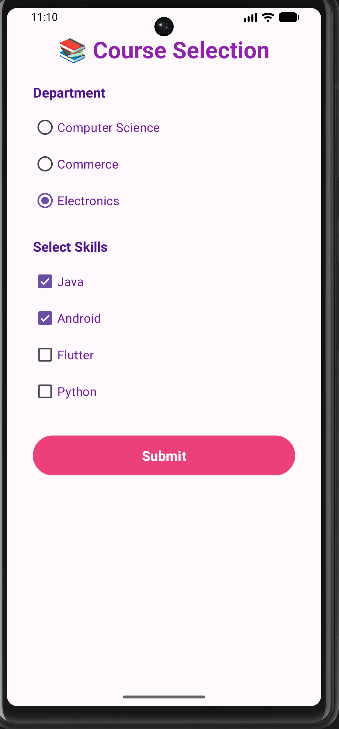 11:10
📚 Course Selection
Department
Computer Science
Commerce
Electronics
Select Skills
Java
Android
Flutter
Python
Submit